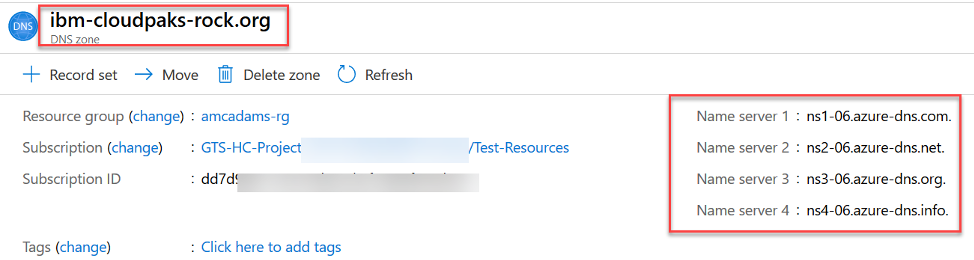 DNS
ibm-cloudpaks-rock.org
DNS zone
Record set Move Delete zone Refresh
Resource group (change) : amcadams-rg
Name server 1 : ns1-06.azure-dns.com.
Subscription (change) : GTS-HC-Project /Test-Resources
Name server 2 : ns2-06.azure-dns.net.
Subscription ID : dd7d9
Name server 3 : ns3-06.azure-dns.org.
Name server 4 : ns4-06.azure-dns.info.
Tags (change) : Click here to add tags